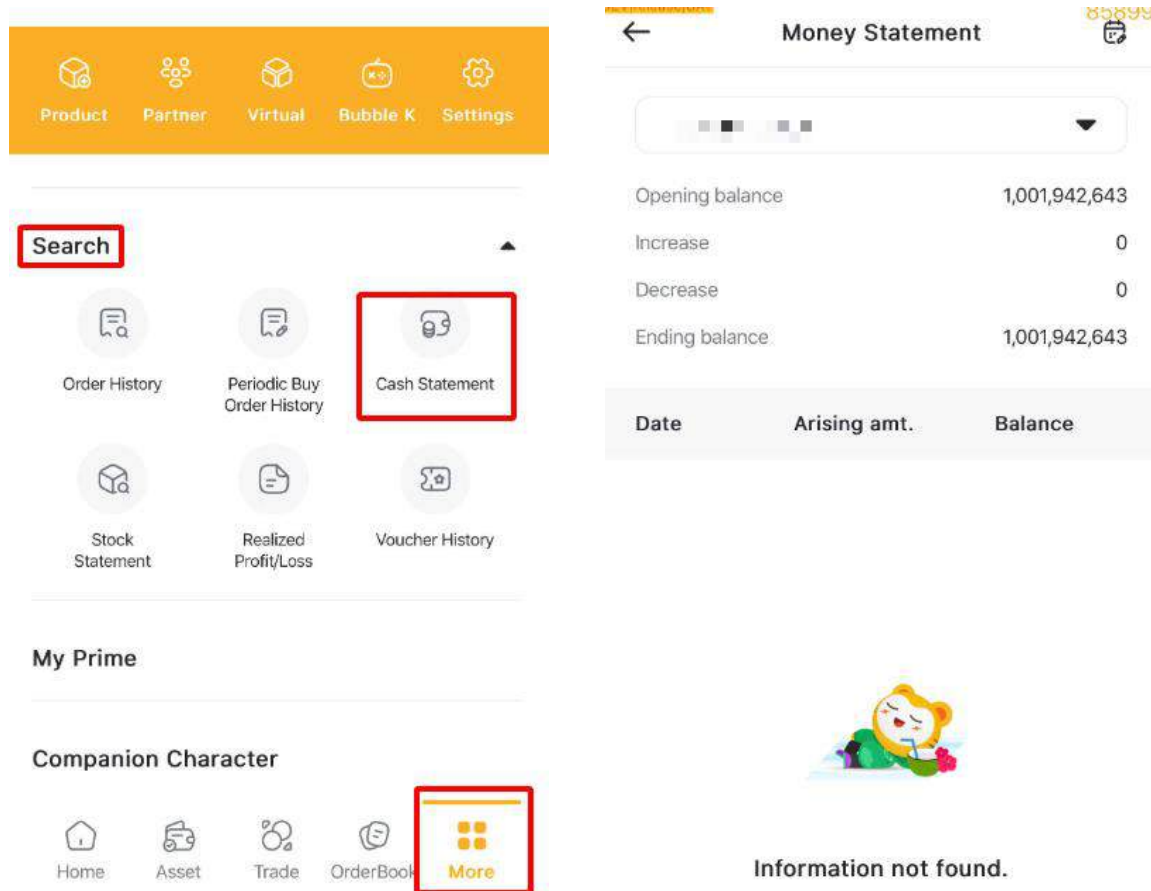 Product Partner Virtual Bubble K Settings
Search
Order History Periodic Buy Order History Cash Statement
Stock Statement Realized Profit/Loss Voucher History
My Prime
Companion Character
Home Asset Trade OrderBook More
85899
Money Statement
Opening balance 1,001,942,643
Increase 0
Decrease 0
Ending balance 1,001,942,643
Date Arising amt. Balance
Information not found.